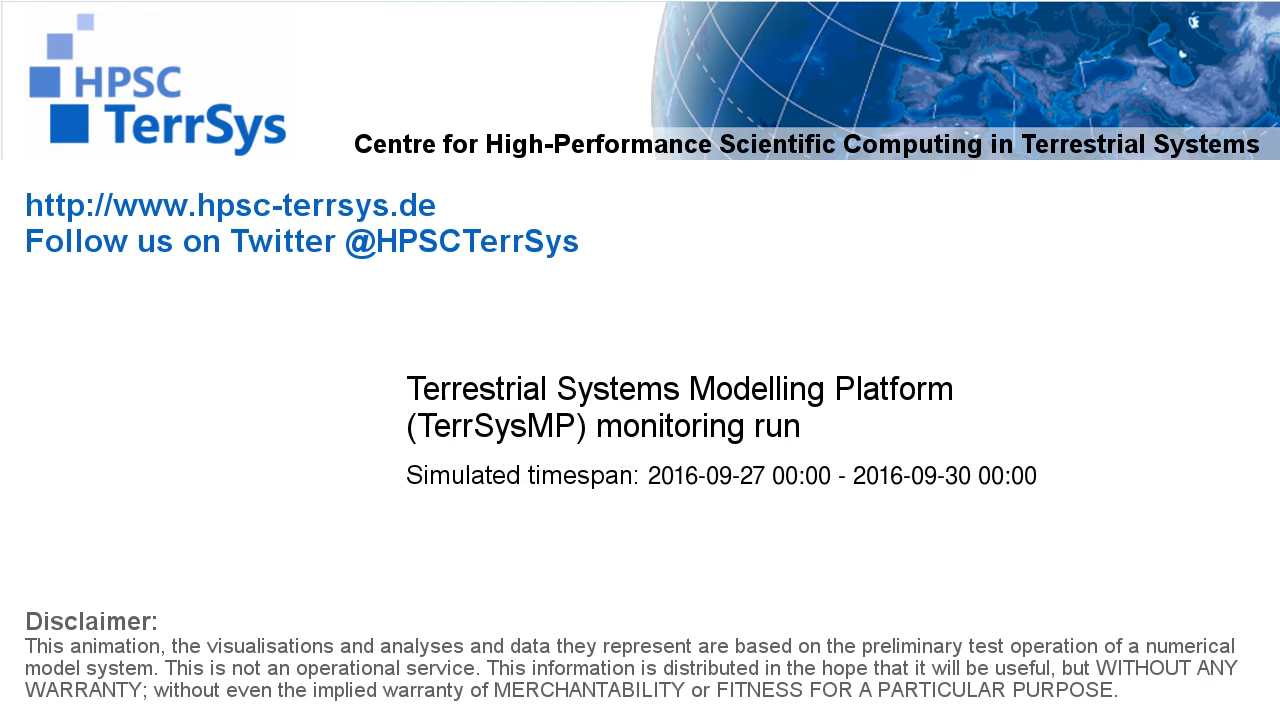 HPSC
TerrSys
Centre for High-Performance Scientific Computing in Terrestrial Systems
http://www.hpsc-terrsys.de
Follow us on Twitter @HPSCTerrSys
Terrestrial Systems Modelling Platform
(TerrSysMP) monitoring run
Simulated timespan: 2016-09-27 00:00 - 2016-09-30 00:00
Disclaimer:
This animation, the visualisations and analyses and data they represent are based on the preliminary test operation of a numerical
model system. This is not an operational service. This information is distributed in the hope that it will be useful, but WITHOUT ANY
WARRANTY; without even the implied warranty of MERCHANTABILITY or FITNESS FOR A PARTICULAR PURPOSE.